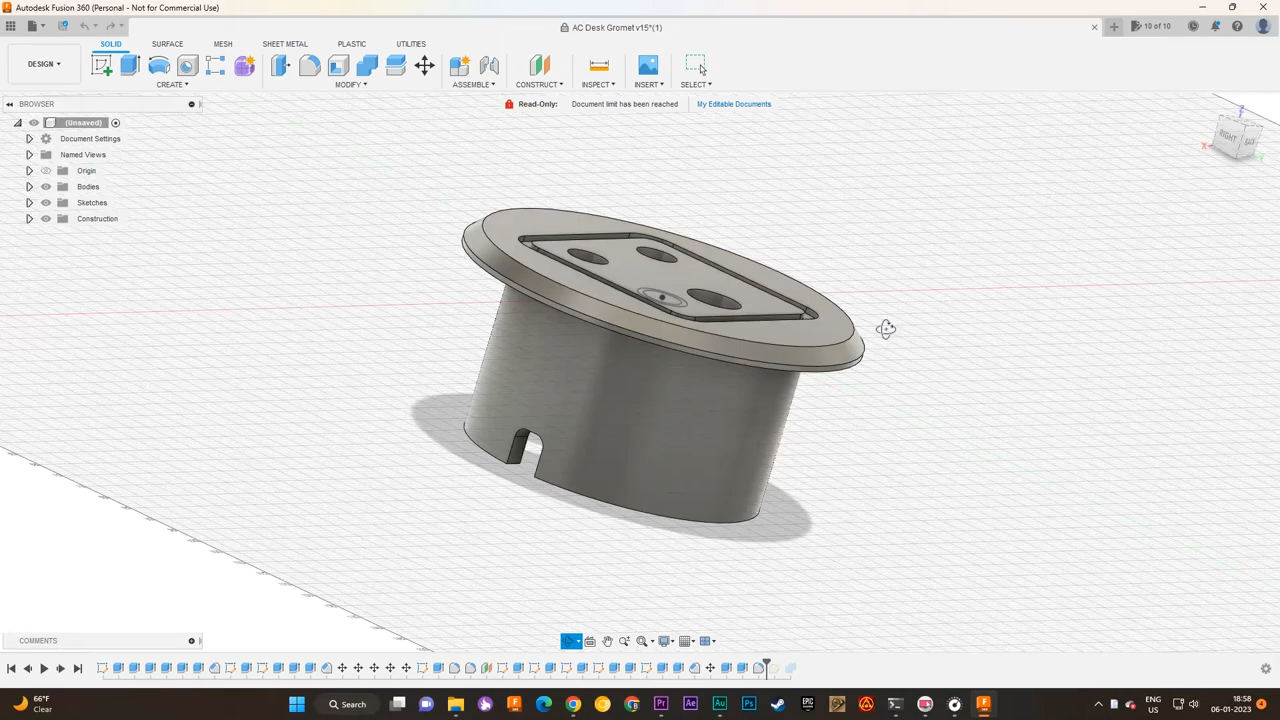 Autodesk Fusion 360 (Personal - Not for Commercial Use)
AC Desk Gromet v15*(1)
10 of 10
SOLID SURFACE MESH SHEET METAL PLASTIC UTILITIES
DESIGN
CREATE MODIFY ASSEMBLE CONSTRUCT INSPECT INSERT SELECT
BROWSER
Read-Only: Document limit has been reached My Editable Documents
(Unsaved)
Document Settings
Named Views
Origin
Bodies
Sketches
Construction
Z
RIGHT
BACK
X
Y
COMMENTS
66°F
Clear
Search
ENG
US
18:58
06-01-2023